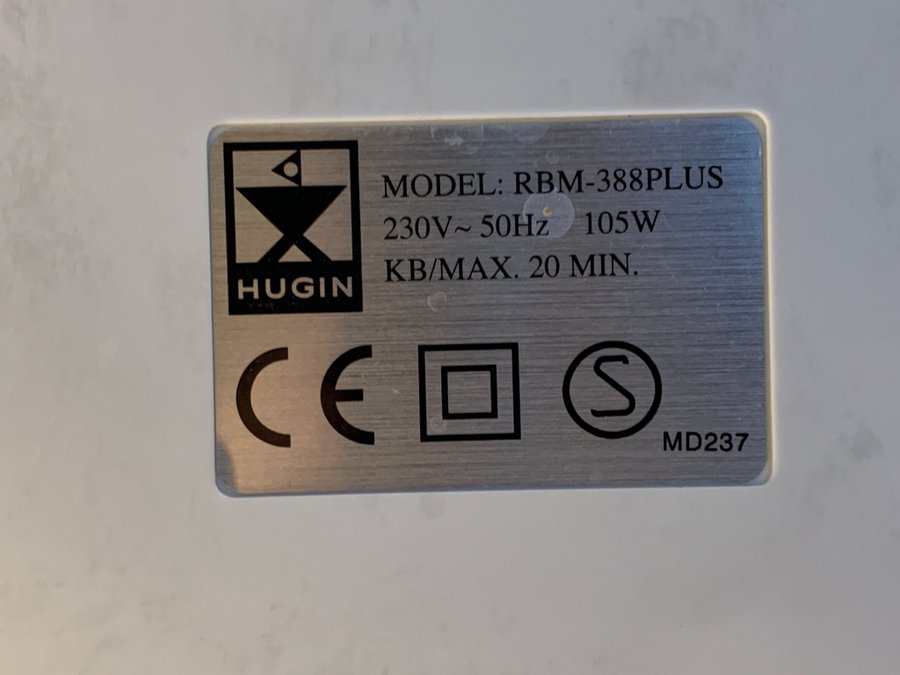 HUGIN
MODEL: RBM-388PLUS
230V~ 50Hz 105W
KB/MAX. 20 MIN.
CE
S
MD237